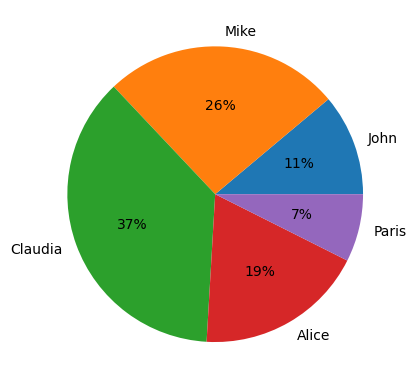 Mike
26%
John
11%
37%
7%
Paris
Claudia
19%
Alice